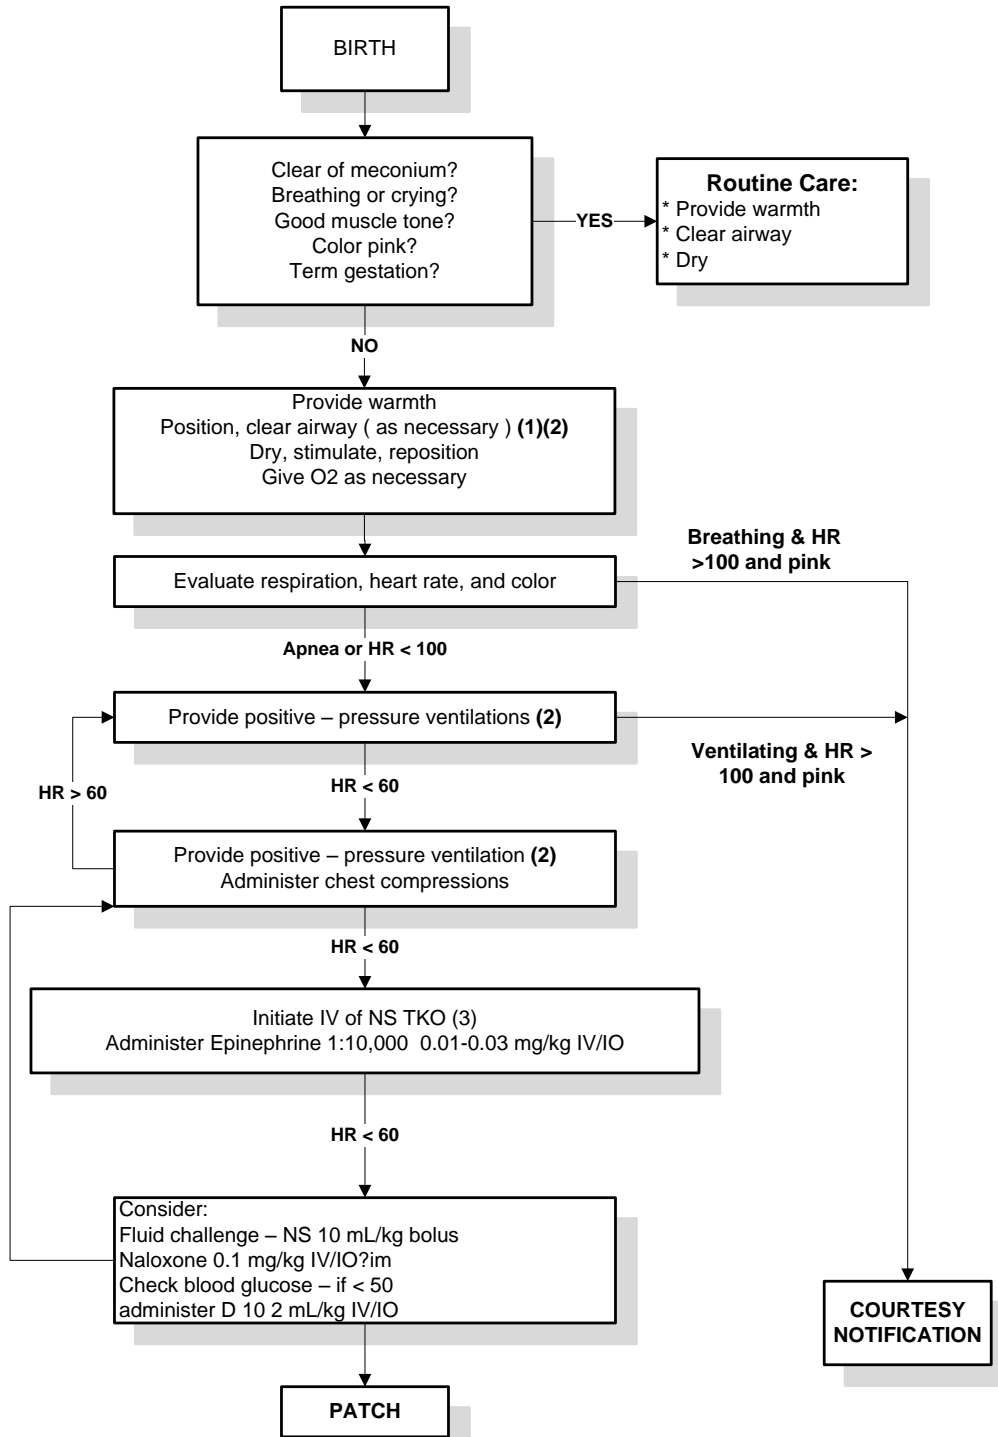 BIRTH
Clear of meconium?
Breathing or crying?
Good muscle tone?
Color pink?
Term gestation?
YES
Routine Care:
* Provide warmth
* Clear airway
* Dry
NO
Provide warmth
Position, clear airway ( as necessary ) (1)(2)
Dry, stimulate, reposition
Give O2 as necessary
Breathing & HR
>100 and pink
Evaluate respiration, heart rate, and color
Apnea or HR < 100
Provide positive – pressure ventilations (2)
Ventilating & HR >
100 and pink
HR > 60
HR < 60
Provide positive – pressure ventilation (2)
Administer chest compressions
HR < 60
Initiate IV of NS TKO (3)
Administer Epinephrine 1:10,000  0.01-0.03 mg/kg IV/IO
HR < 60
Consider:
Fluid challenge – NS 10 mL/kg bolus
Naloxone 0.1 mg/kg IV/IO?im
Check blood glucose – if < 50
administer D 10 2 mL/kg IV/IO
COURTESY
NOTIFICATION
PATCH